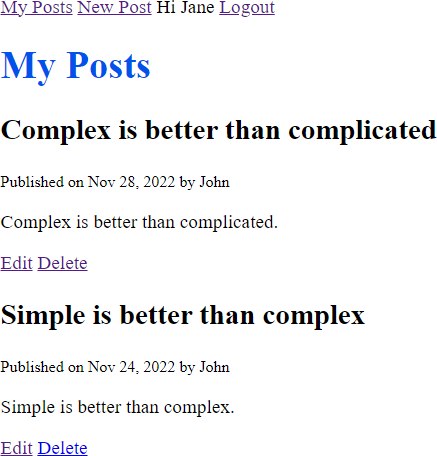 My Posts New Post Hi Jane Logout
My Posts
Complex is better than complicated
Published on Nov 28, 2022 by John
Complex is better than complicated.
Edit Delete
Simple is better than complex
Published on Nov 24, 2022 by John
Simple is better than complex.
Edit Delete